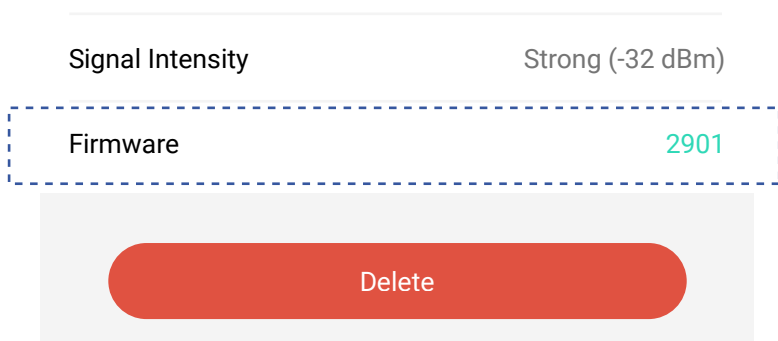 Signal Intensity Strong (-32 dBm)
Firmware 2901
Delete